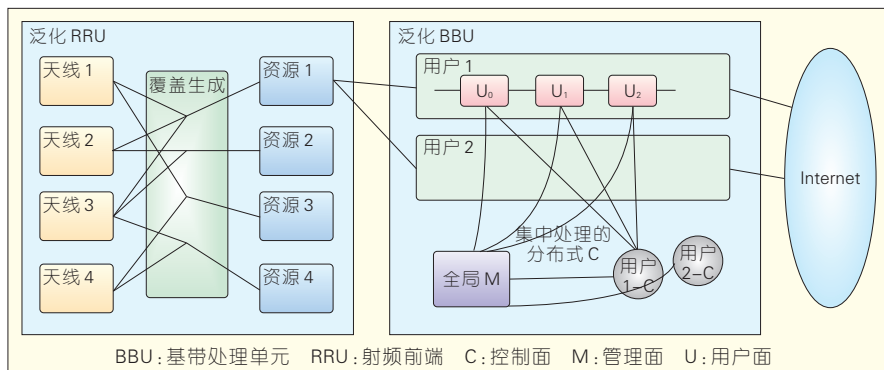 泛化 RRU
天线 1
天线 2
天线 3
天线 4
覆盖生成
资源 1
资源 2
资源 3
资源 4
泛化 BBU
用户 1
U₀
U₁
U₂
用户 2
集中处理的
分布式 C
全局 M
用户
1-C
用户
2-C
Internet
BBU：基带处理单元 RRU：射频前端 C：控制面 M：管理面 U：用户面